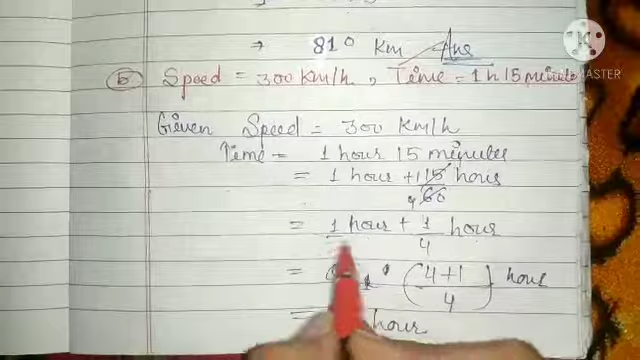 → 810 Km Ans
⑤ Speed = 300 Km/h, Time = 1 h 15 minute
Given Speed = 300 Km/h
Time = 1 hour 15 minutes
= 1 hour + 15/60 hour
= 1 hour + 1/4 hour
= (4+1/4) hour
= hour
K
MASTER